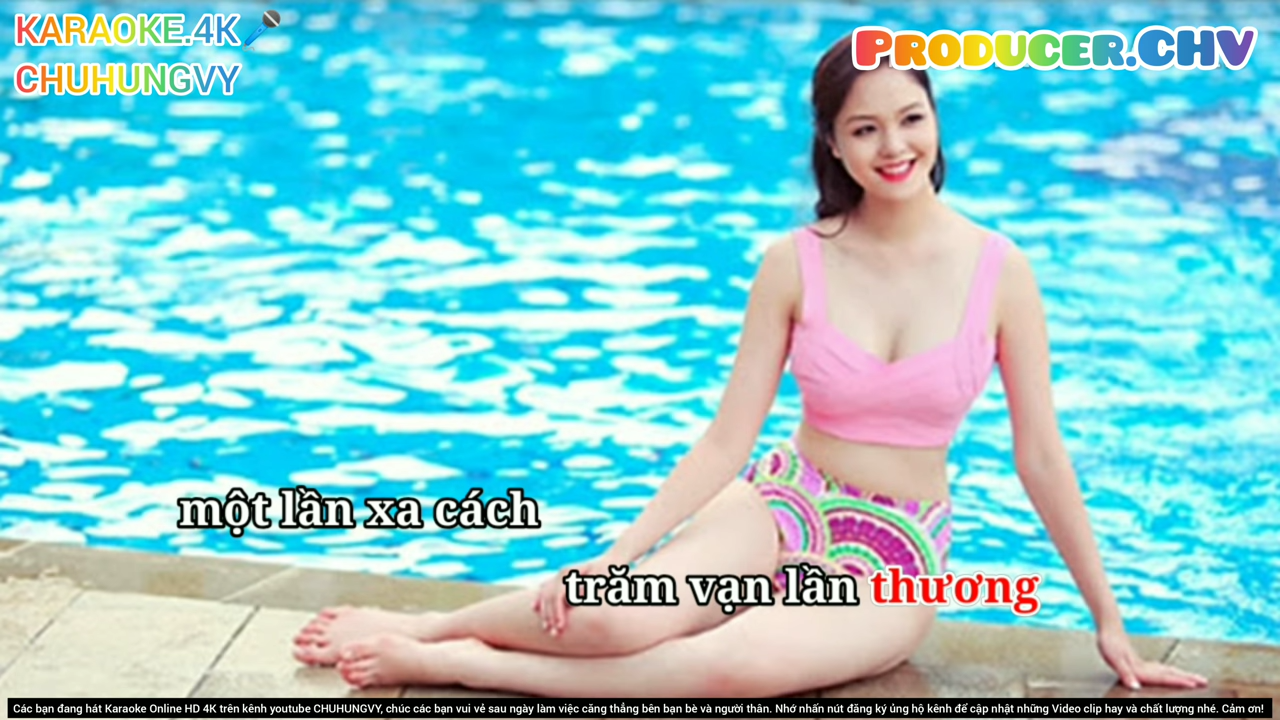 KARAOKE.4K
CHUHUNGVY
PRODUCER.CHV
một lần xa cách
trăm vạn lần thương
Các bạn đang hát Karaoke Online HD 4K trên kênh youtube CHUHUNGVY, chúc các bạn vui vẻ sau ngày làm việc căng thẳng bên bạn bè và người thân. Nhớ nhấn nút đăng ký ủng hộ kênh để cập nhật những Video clip hay và chất lượng nhé. Cảm ơn!